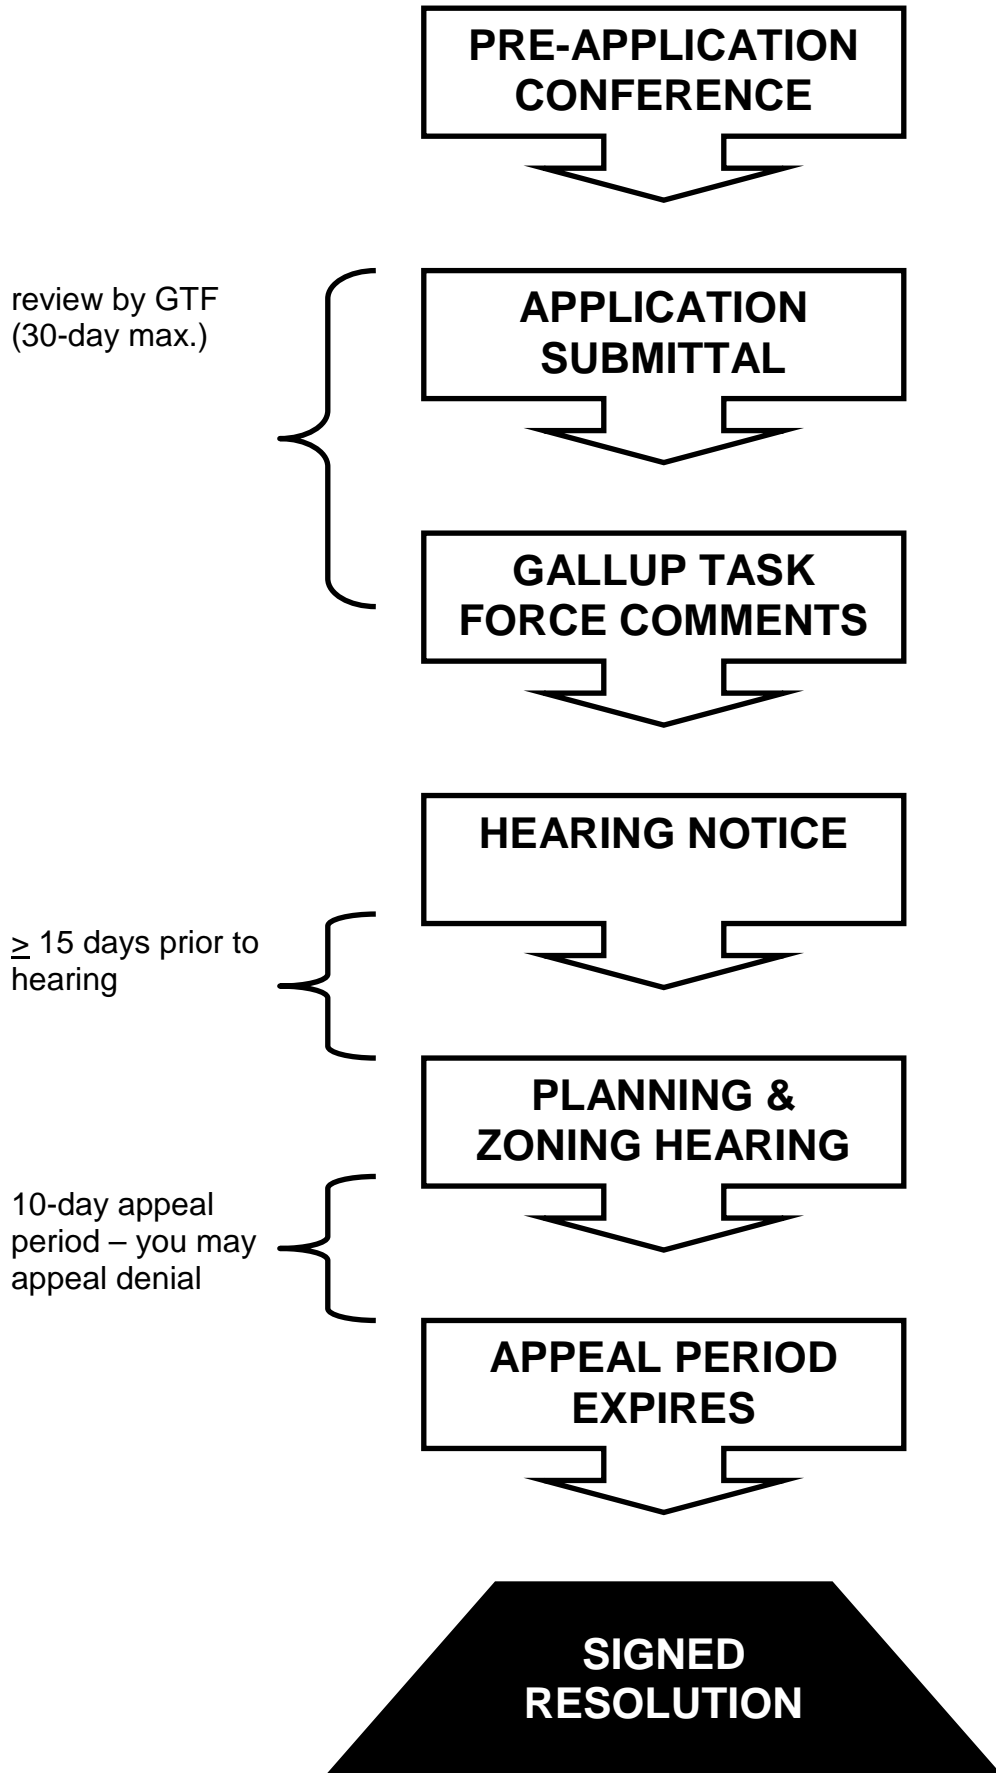 PRE-APPLICATION
CONFERENCE
review by GTF
(30-day max.)
APPLICATION
SUBMITTAL
GALLUP TASK
FORCE COMMENTS
HEARING NOTICE
≥ 15 days prior to
hearing
PLANNING &
ZONING HEARING
10-day appeal
period – you may
appeal denial
APPEAL PERIOD
EXPIRES
SIGNED
RESOLUTION